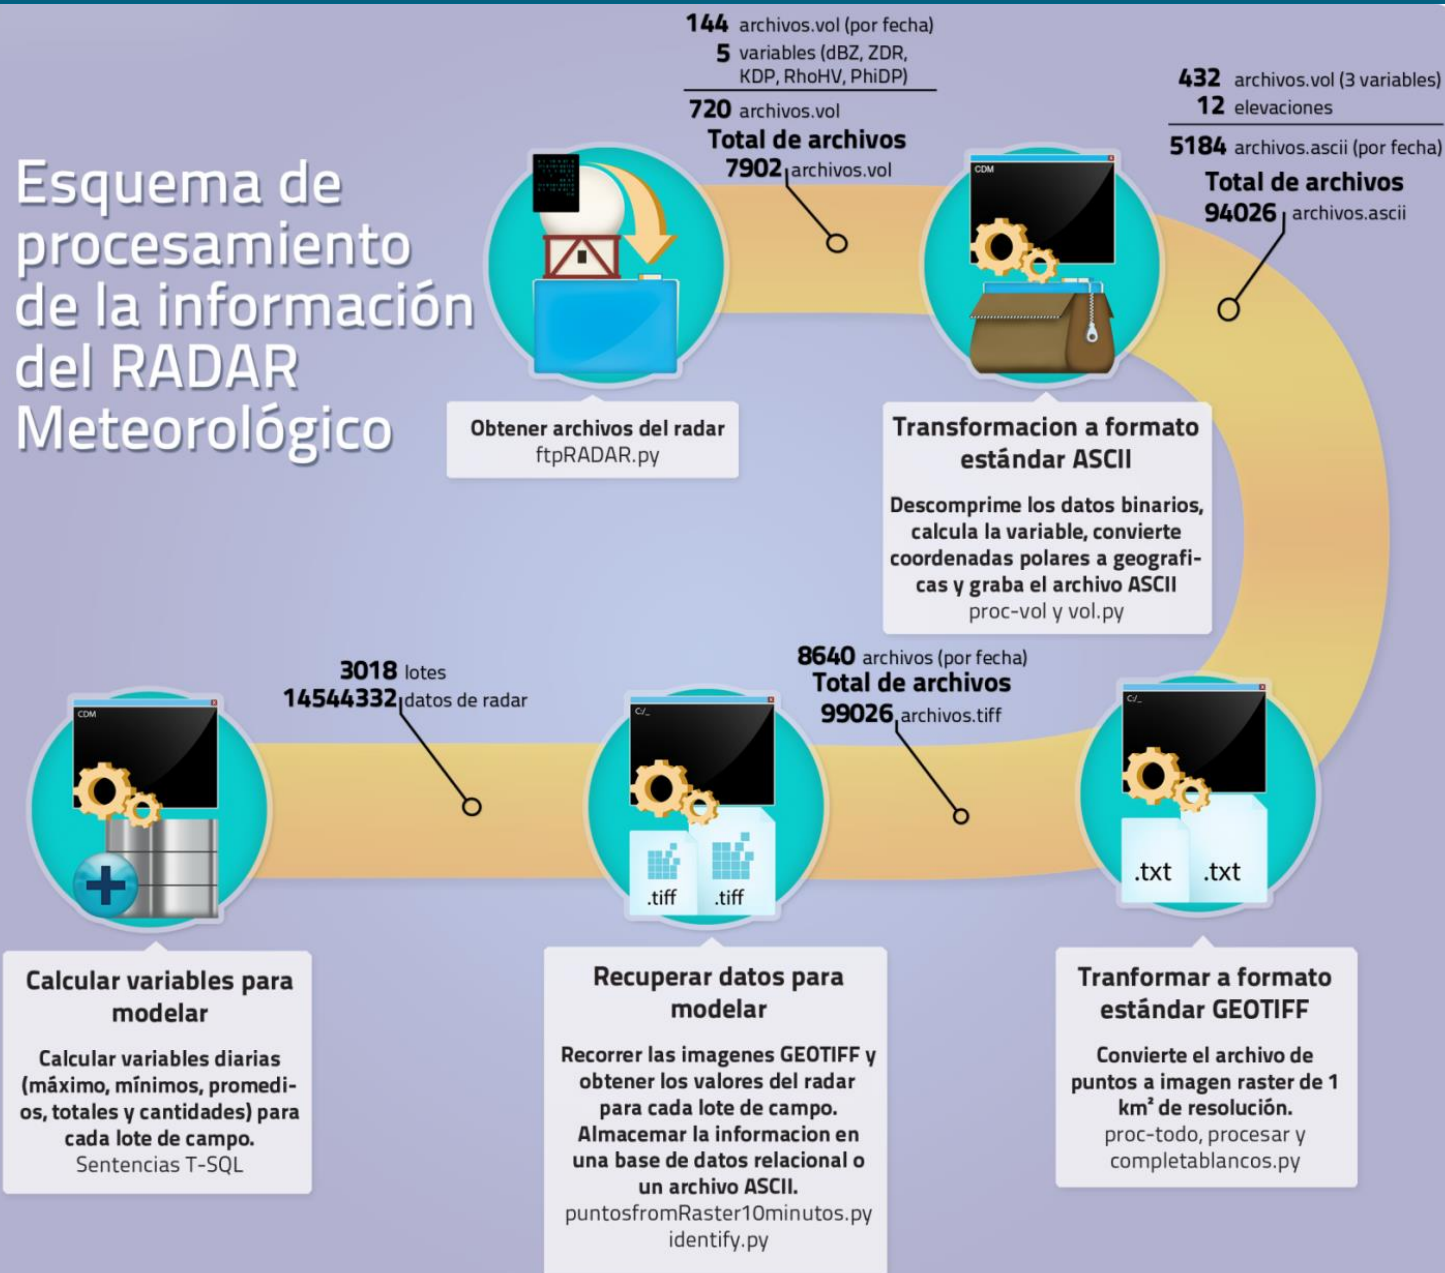 Esquema de
procesamiento
de la información
del RADAR
Meteorológico
144 archivos.vol (por fecha)
5 variables (dBZ, ZDR,
KDP, RhoHV, PhiDP)
720 archivos.vol
Total de archivos
7902 archivos.vol
Obtener archivos del radar
ftpRADAR.py
432 archivos.vol (3 variables)
12 elevaciones
5184 archivos.ascii (por fecha)
Total de archivos
94026 archivos.ascii
CDM
Transformacion a formato
estándar ASCII
Descomprime los datos binarios,
calcula la variable, convierte
coordenadas polares a geografi-
cas y graba el archivo ASCII
proc-vol y vol.py
C:/_
.txt .txt
Tranformar a formato
estándar GEOTIFF
Convierte el archivo de
puntos a imagen raster de 1
km² de resolución.
proc-todo, procesar y
completablancos.py
8640 archivos (por fecha)
Total de archivos
99026 archivos.tiff
C:/_
.tiff .tiff
Recuperar datos para
modelar
Recorrer las imagenes GEOTIFF y
obtener los valores del radar
para cada lote de campo.
Almacemar la informacion en
una base de datos relacional o
un archivo ASCII.
puntosfromRaster10minutos.py
identify.py
3018 lotes
14544332 datos de radar
CDM
Calcular variables para
modelar
Calcular variables diarias
(máximo, mínimos, promedi-
os, totales y cantidades) para
cada lote de campo.
Sentencias T-SQL